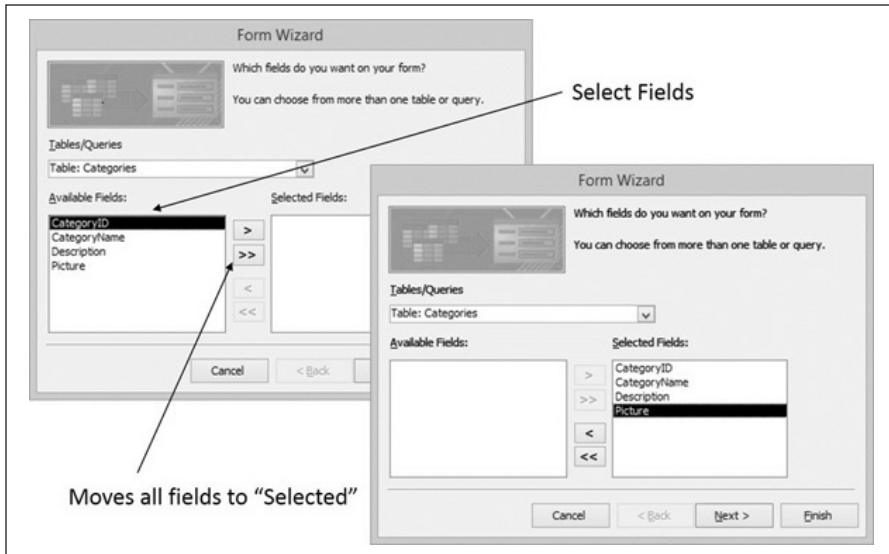 Form Wizard
Which fields do you want on your form?
You can choose from more than one table or query.
Select Fields
Tables/Queries
Table: Categories
Available Fields:
Selected Fields:
CategoryID
CategoryName
Description
Picture
>
>>
<
<<
Cancel
< Back
Moves all fields to “Selected”
Form Wizard
Which fields do you want on your form?
You can choose from more than one table or query.
Tables/Queries
Table: Categories
Available Fields:
Selected Fields:
>
>>
<
<<
CategoryID
CategoryName
Description
Picture
Cancel
< Back
Next >
Finish